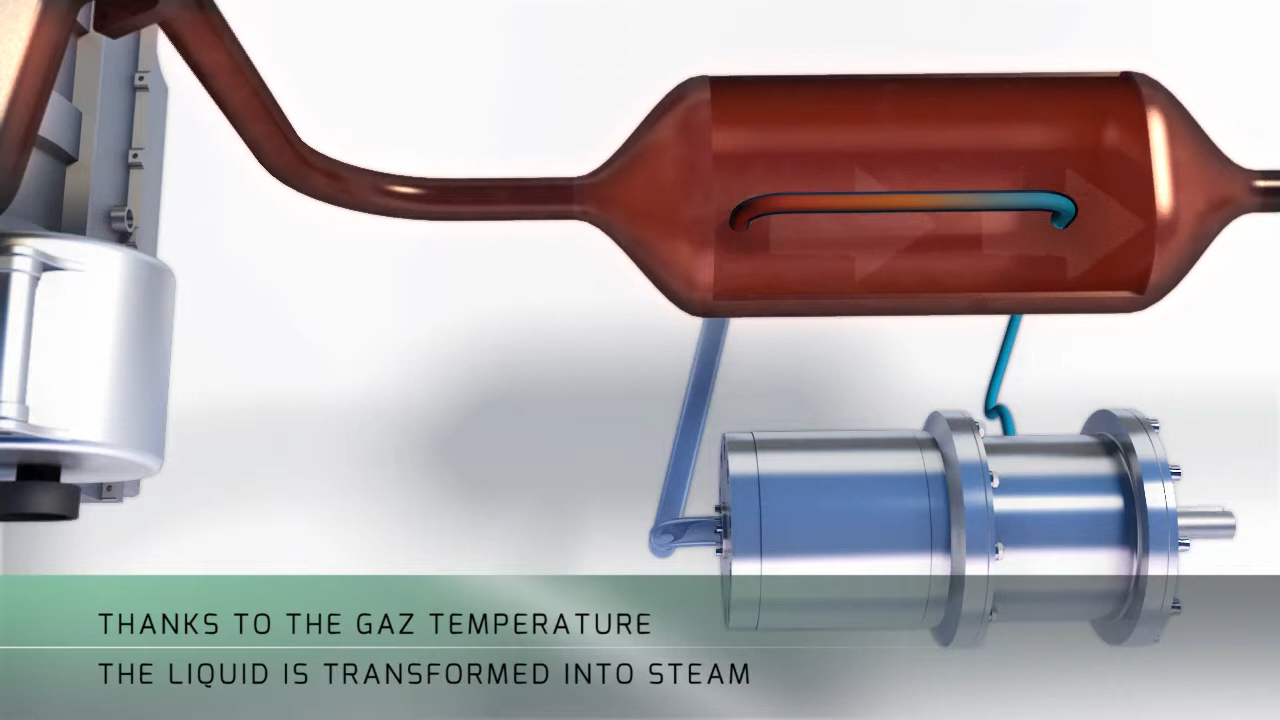 THANKS TO THE GAZ TEMPERATURE
THE LIQUID IS TRANSFORMED INTO STEAM